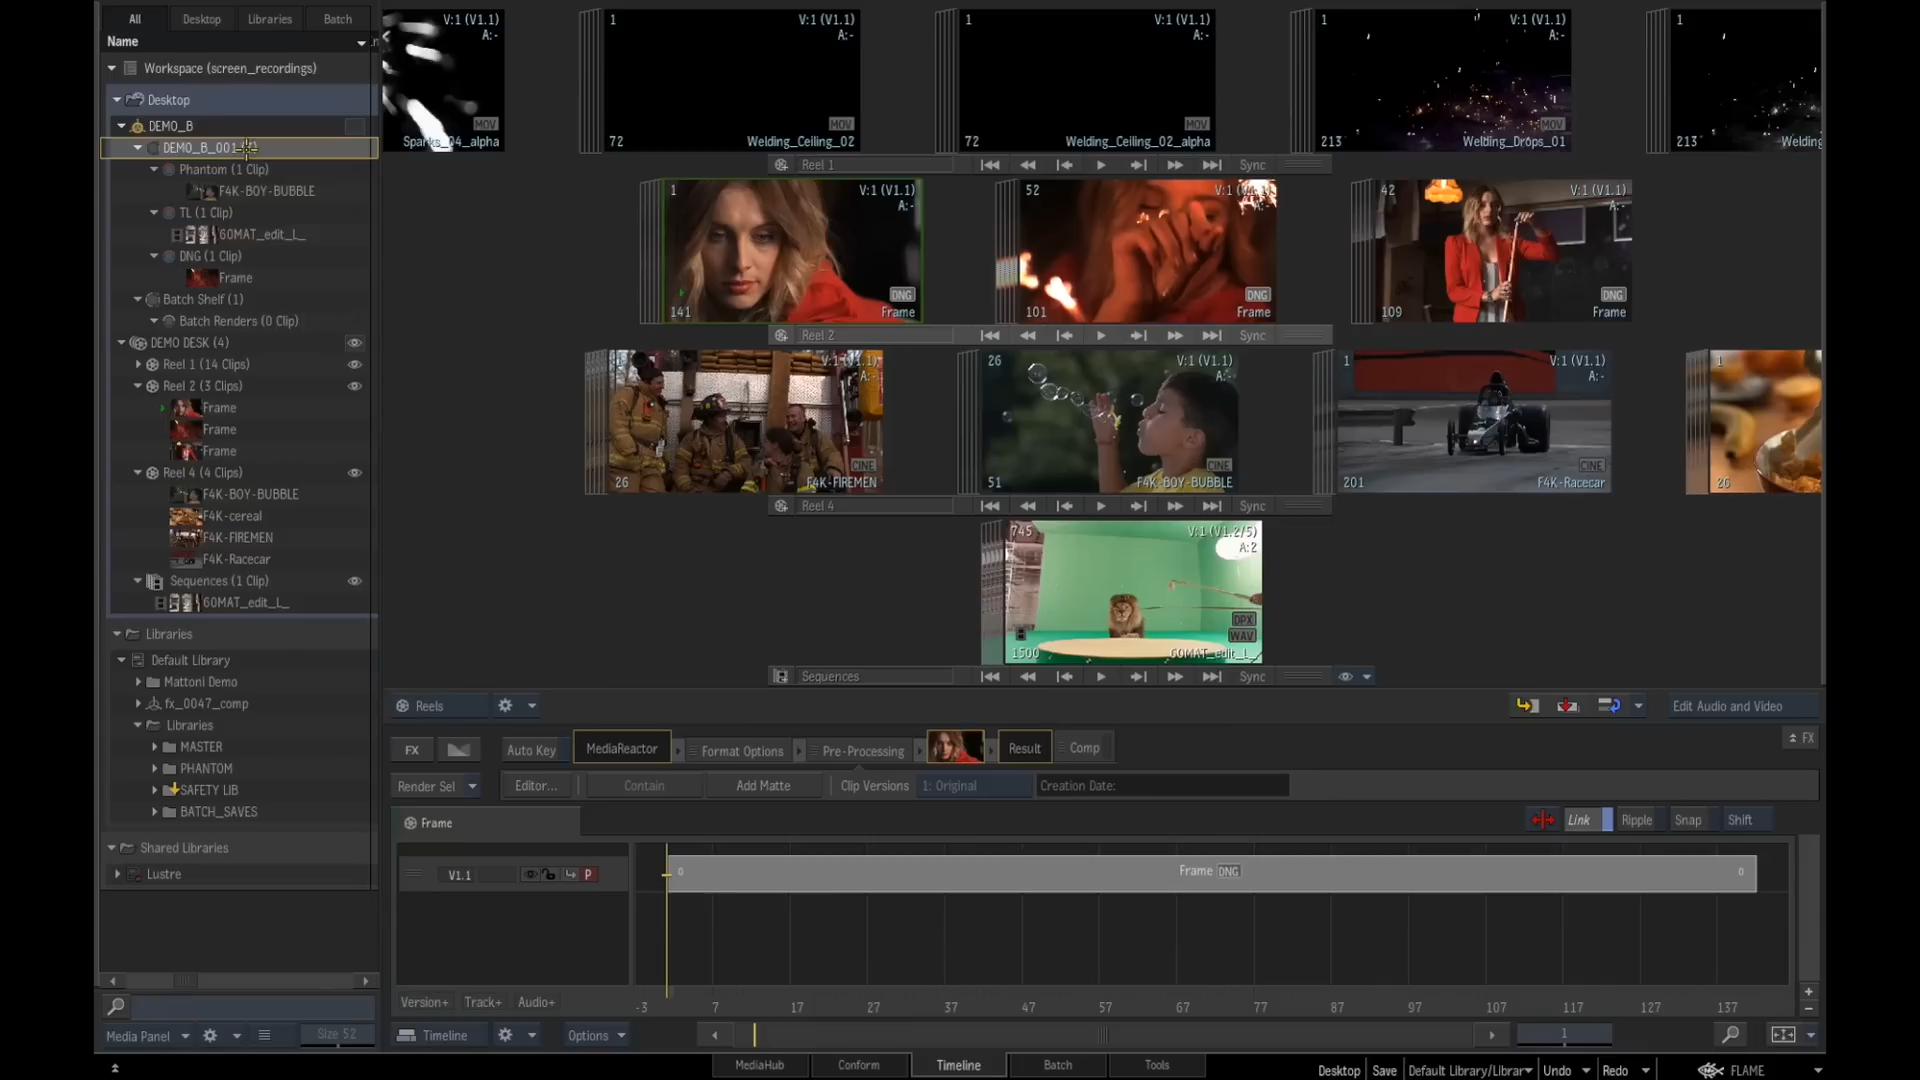 All Desktop Libraries Batch
Name
Workspace (screen_recordings)
Desktop
DEMO_B
DEMO_B_001
Phantom (1 Clip)
F4K-BOY-BUBBLE
TL (1 Clip)
60MAT_edit_L_
DNG (1 Clip)
Frame
Batch Shelf (1)
Batch Renders (0 Clip)
DEMO DESK (4)
Reel 1 (14 Clips)
Reel 2 (3 Clips)
Frame
Frame
Frame
Reel 4 (4 Clips)
F4K-BOY-BUBBLE
F4K-cereal
F4K-FIREMEN
F4K-Racecar
Sequences (1 Clip)
60MAT_edit_L_
Libraries
Default Library
Mattoni Demo
fx_0047_comp
Libraries
MASTER
PHANTOM
SAFETY LIB
BATCH_SAVES
Shared Libraries
Lustre
Media Panel Size 52
V:1 (V1.1) 1 V:1 (V1.1) 1 V:1 (V1.1) 1 V:1 (V1.1) 1
A:- A:- A:- A:-
MOV MOV MOV MOV
Sparks_04_alpha 72 Welding_Ceiling_02 72 Welding_Ceiling_02_alpha 213 Welding_Drops_01 213 Welding
Reel 1 Sync
1 V:1 (V1.1) 52 V:1 (V1.1) 42 V:1 (V1.1)
A:- A:- A:-
DNG DNG DNG
141 Frame 101 Frame 109 Frame
Reel 2 Sync
1 V:1 (V1.1) 26 V:1 (V1.1) 1 V:1 (V1.1) 1
A:- A:- A:-
CINE CINE CINE
26 F4K-FIREMEN 51 F4K-BOY-BUBBLE 201 F4K-Racecar 26
Reel 4 Sync
745 V:1 (V1.2/5)
A:2
DPX
WAV
1500 60MAT_edit_L_
Sequences Sync
Reels Edit Audio and Video
FX Auto Key MediaReactor Format Options Pre-Processing Result Comp FX
Render Sel Editor... Contain Add Matte Clip Versions 1: Original Creation Date:
Frame Link Ripple Snap Shift
V1.1 P 0 Frame DNG 0
Version+ Track+ Audio+ -3 7 17 27 37 47 57 67 77 87 97 107 117 127 137
Timeline Options 1
MediaHub Conform Timeline Batch Tools Desktop Save Default Library/Librar Undo Redo FLAME